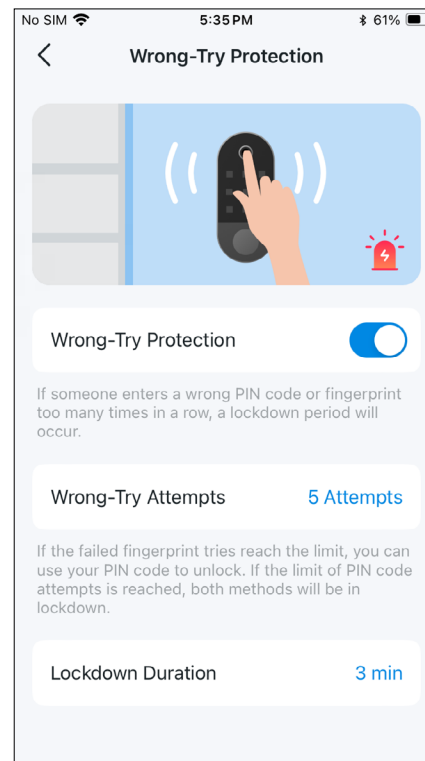 No SIM 5:35 PM 61%
Wrong-Try Protection
Wrong-Try Protection
If someone enters a wrong PIN code or fingerprint
too many times in a row, a lockdown period will
occur.
Wrong-Try Attempts 5 Attempts
If the failed fingerprint tries reach the limit, you can
use your PIN code to unlock. If the limit of PIN code
attempts is reached, both methods will be in
lockdown.
Lockdown Duration 3 min